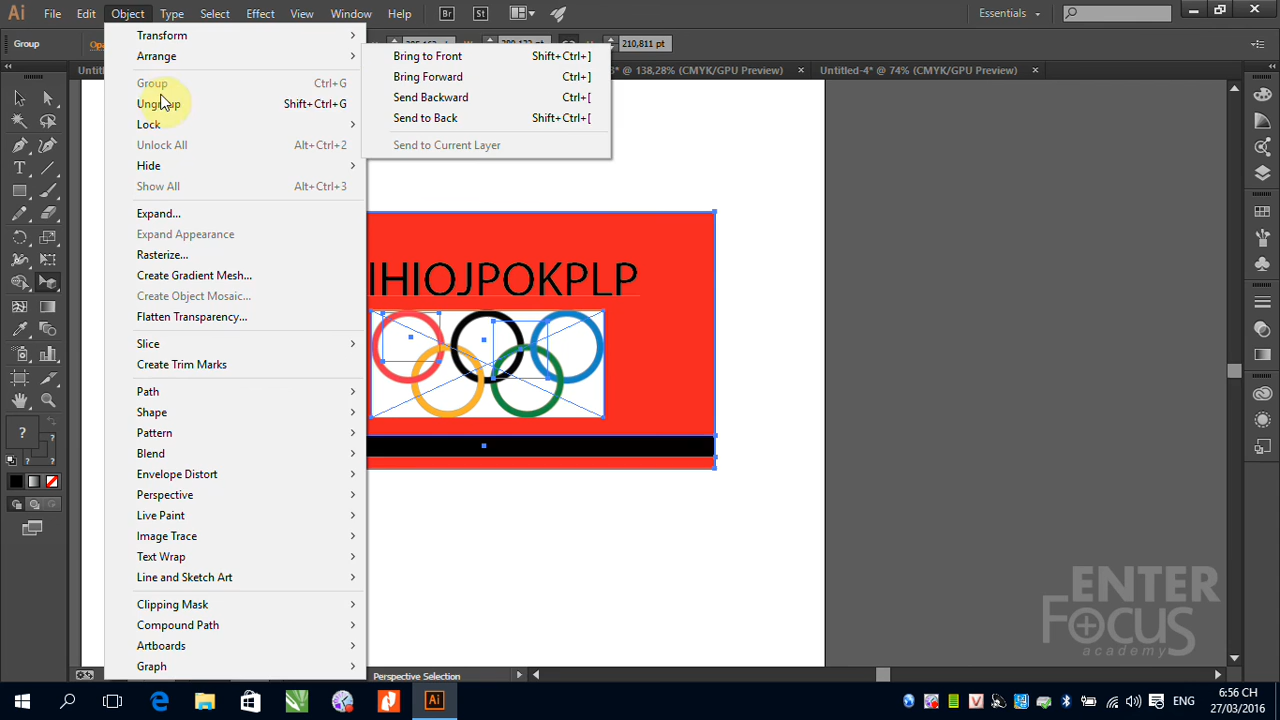 Ai File Edit Object Type Select Effect View Window Help Br St Essentials
Group 210,811 pt
* @ 138,28% (CMYK/GPU Preview) × Untitled-4* @ 74% (CMYK/GPU Preview) ×
Transform
Arrange
Group Ctrl+G
Ungroup Shift+Ctrl+G
Lock
Unlock All Alt+Ctrl+2
Hide
Show All Alt+Ctrl+3
Expand...
Expand Appearance
Rasterize...
Create Gradient Mesh...
Create Object Mosaic...
Flatten Transparency...
Slice
Create Trim Marks
Path
Shape
Pattern
Blend
Envelope Distort
Perspective
Live Paint
Image Trace
Text Wrap
Line and Sketch Art
Clipping Mask
Compound Path
Artboards
Graph
Bring to Front Shift+Ctrl+]
Bring Forward Ctrl+]
Send Backward Ctrl+[
Send to Back Shift+Ctrl+[
Send to Current Layer
IHIOJPOKPLP
ENTER
FOCUS
academy
Perspective Selection
Ai ENG 6:56 CH
27/03/2016